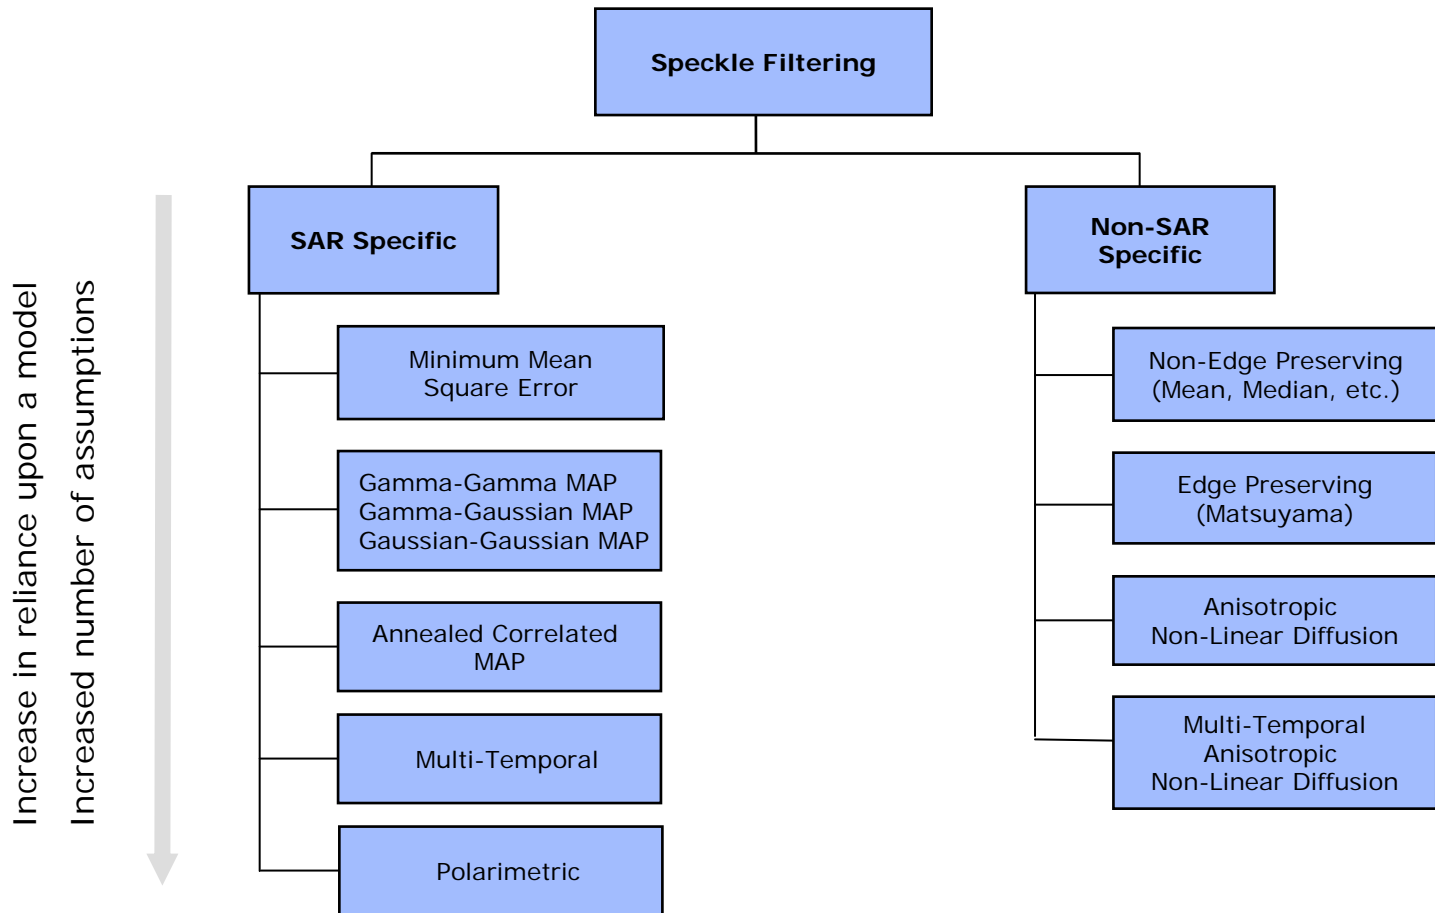 Speckle Filtering
SAR Specific
Non-SAR
Specific
Increase in reliance upon a model
Increased number of assumptions
Minimum Mean
Square Error
Gamma-Gamma MAP
Gamma-Gaussian MAP
Gaussian-Gaussian MAP
Annealed Correlated
MAP
Multi-Temporal
Polarimetric
Non-Edge Preserving
(Mean, Median, etc.)
Edge Preserving
(Matsuyama)
Anisotropic
Non-Linear Diffusion
Multi-Temporal
Anisotropic
Non-Linear Diffusion